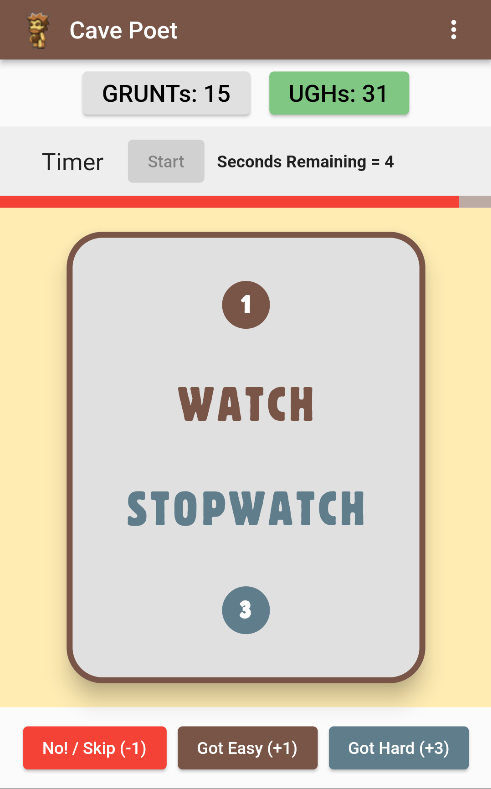 Cave Poet
GRUNTs: 15 UGHs: 31
Timer Start Seconds Remaining = 4
1
WATCH
STOPWATCH
3
No! / Skip (-1) Got Easy (+1) Got Hard (+3)